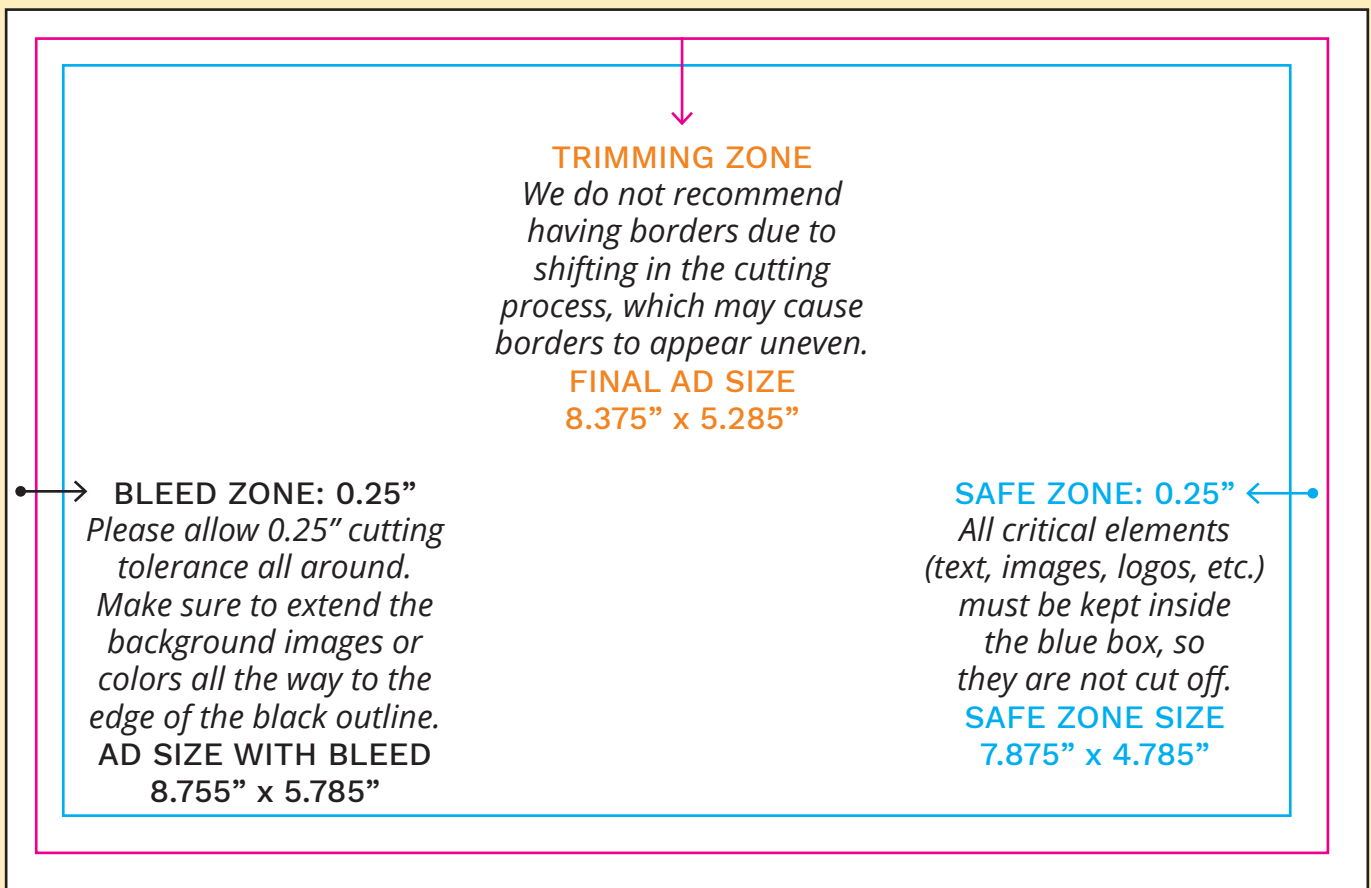 TRIMMING ZONE
We do not recommend
having borders due to
shifting in the cutting
process, which may cause
borders to appear uneven.
FINAL AD SIZE
8.375” x 5.285”
BLEED ZONE: 0.25”
Please allow 0.25” cutting
tolerance all around.
Make sure to extend the
background images or
colors all the way to the
edge of the black outline.
AD SIZE WITH BLEED
8.755” x 5.785”
SAFE ZONE: 0.25”
All critical elements
(text, images, logos, etc.)
must be kept inside
the blue box, so
they are not cut off.
SAFE ZONE SIZE
7.875” x 4.785”